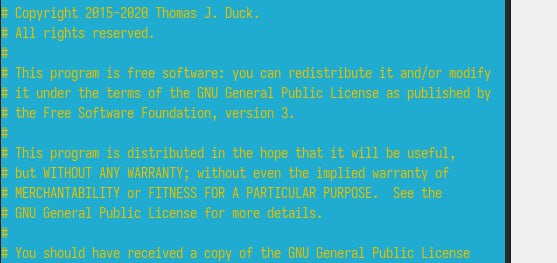 # Copyright 2015-2020 Thomas J. Duck.
# All rights reserved.
#
# This program is free software: you can redistribute it and/or modify
# it under the terms of the GNU General Public License as published by
# the Free Software Foundation, version 3.
#
# This program is distributed in the hope that it will be useful,
# but WITHOUT ANY WARRANTY; without even the implied warranty of
# MERCHANTABILITY or FITNESS FOR A PARTICULAR PURPOSE.  See the
# GNU General Public License for more details.
#
# You should have received a copy of the GNU General Public License